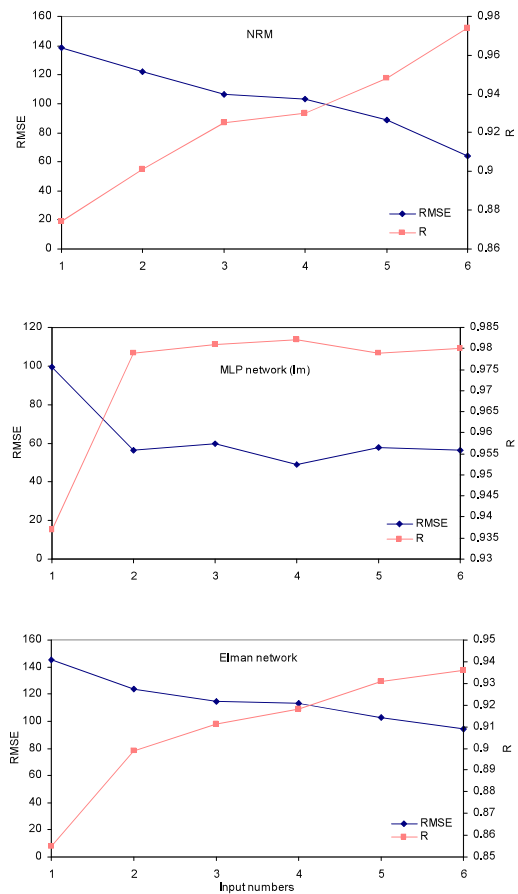 NRM
160
140
120
100
80
60
40
20
0
RMSE
0.98
0.96
0.94
0.92
0.9
0.88
0.86
R
RMSE
R
1 2 3 4 5 6
MLP network (lm)
120
100
80
60
40
20
0
RMSE
0.985
0.98
0.975
0.97
0.965
0.96
0.955
0.95
0.945
0.94
0.935
0.93
R
RMSE
R
1 2 3 4 5 6
Elman network
160
140
120
100
80
60
40
20
0
RMSE
0.95
0.94
0.93
0.92
0.91
0.9
0.89
0.88
0.87
0.86
0.85
R
RMSE
R
1 2 3 4 5 6
Input numbers